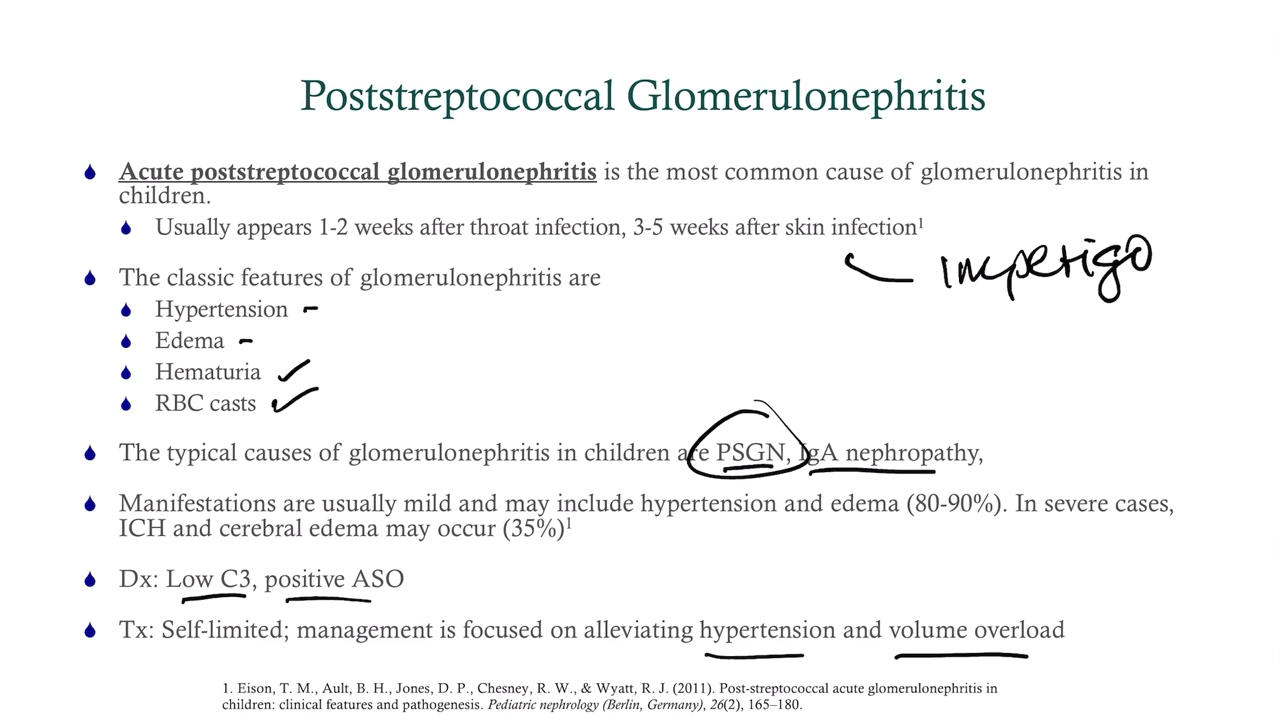 Poststreptococcal Glomerulonephritis
Acute poststreptococcal glomerulonephritis is the most common cause of glomerulonephritis in
children.
Usually appears 1-2 weeks after throat infection, 3-5 weeks after skin infection¹
impetigo
The classic features of glomerulonephritis are
Hypertension
Edema
Hematuria
RBC casts
The typical causes of glomerulonephritis in children are PSGN, IgA nephropathy,
Manifestations are usually mild and may include hypertension and edema (80-90%). In severe cases,
ICH and cerebral edema may occur (35%)¹
Dx: Low C3, positive ASO
Tx: Self-limited; management is focused on alleviating hypertension and volume overload
1. Eison, T. M., Ault, B. H., Jones, D. P., Chesney, R. W., & Wyatt, R. J. (2011). Post-streptococcal acute glomerulonephritis in
children: clinical features and pathogenesis. Pediatric nephrology (Berlin, Germany), 26(2), 165–180.